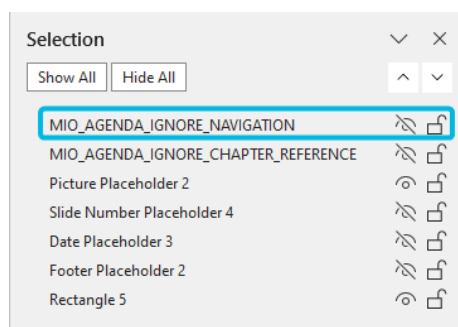 Selection
Show All Hide All
MIO_AGENDA_IGNORE_NAVIGATION
MIO_AGENDA_IGNORE_CHAPTER_REFERENCE
Picture Placeholder 2
Slide Number Placeholder 4
Date Placeholder 3
Footer Placeholder 2
Rectangle 5